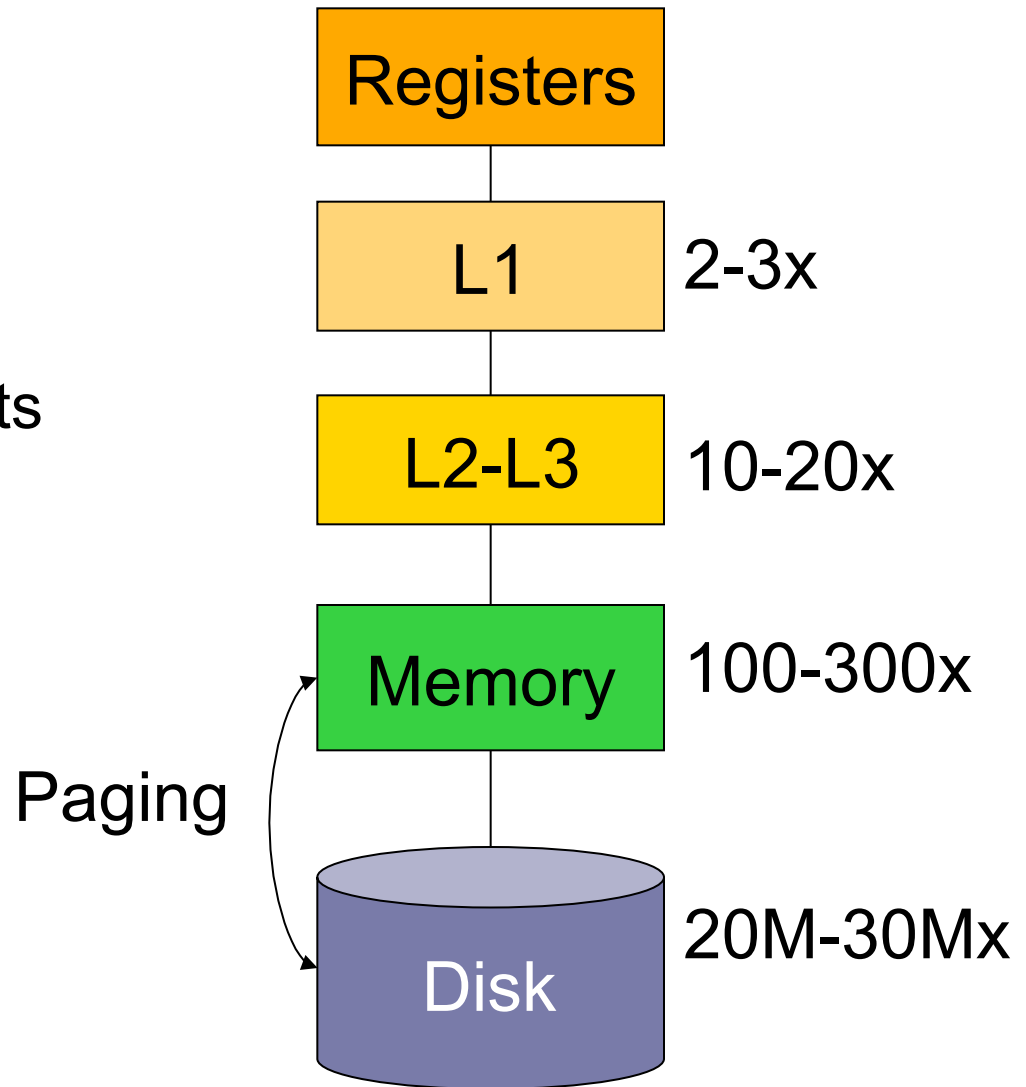 Registers
L1 2-3x
ts
L2-L3 10-20x
Memory 100-300x
Paging
Disk 20M-30Mx